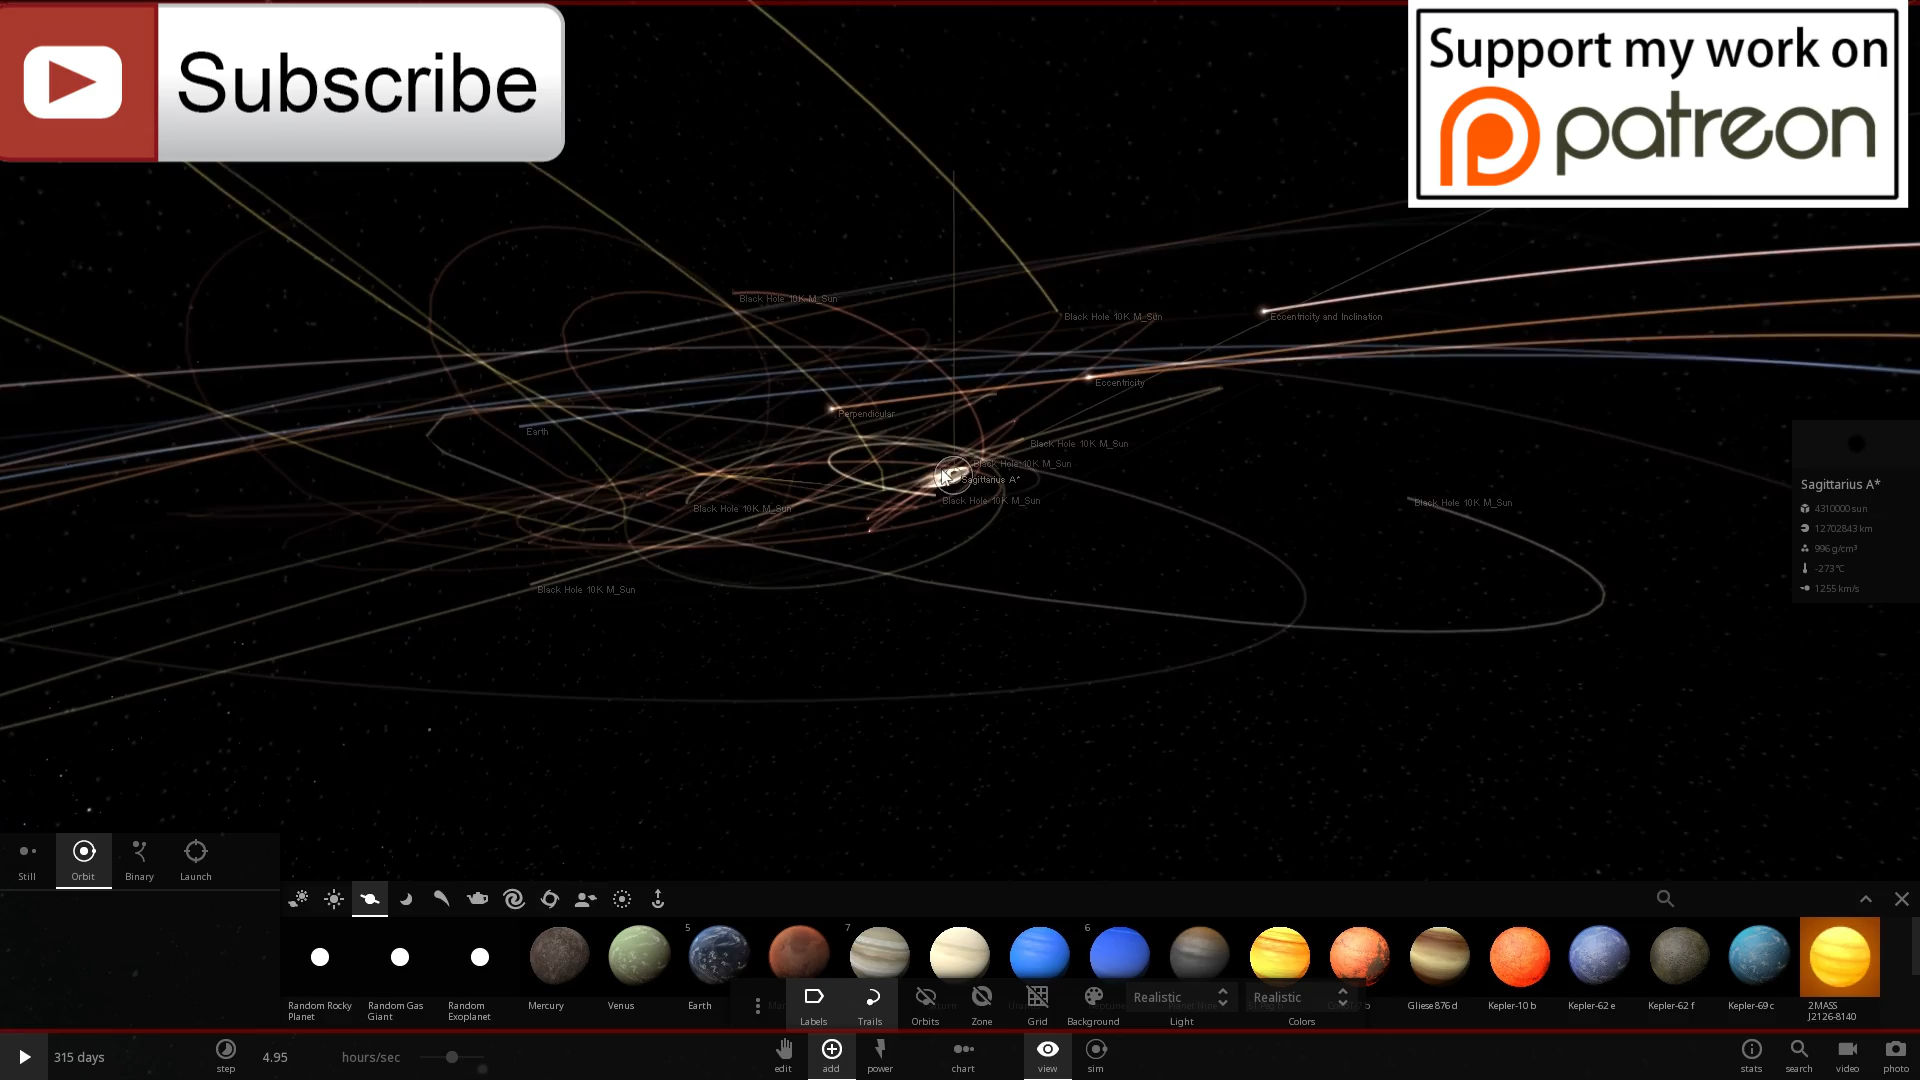 Subscribe
Support my work on
patreon
Black Hole 10K M_Sun
Black Hole 10K M_Sun
Eccentricity and Inclination
Eccentricity
Perpendicular
Earth
Black Hole 10K M_Sun
Black Hole 10K M_Sun
Sagittarius A*
Black Hole 10K M_Sun
Black Hole 10K M_Sun
Black Hole 10K M_Sun
Black Hole 10K M_Sun
Sagittarius A*
4310000 sun
12702843 km
996 g/cm³
-273°C
1255 km/s
Still
Orbit
Binary
Launch
5
7
6
Random Rocky
Planet
Random Gas
Giant
Random
Exoplanet
Mercury
Venus
Earth
Gliese 876 d
Kepler-10 b
Kepler-62 e
Kepler-62 f
Kepler-69 c
2MASS
J2126-8140
Realistic
Realistic
Labels
Trails
Orbits
Zone
Grid
Background
Light
Colors
315 days
step
4.95
hours/sec
edit
add
power
chart
view
sim
stats
search
video
photo